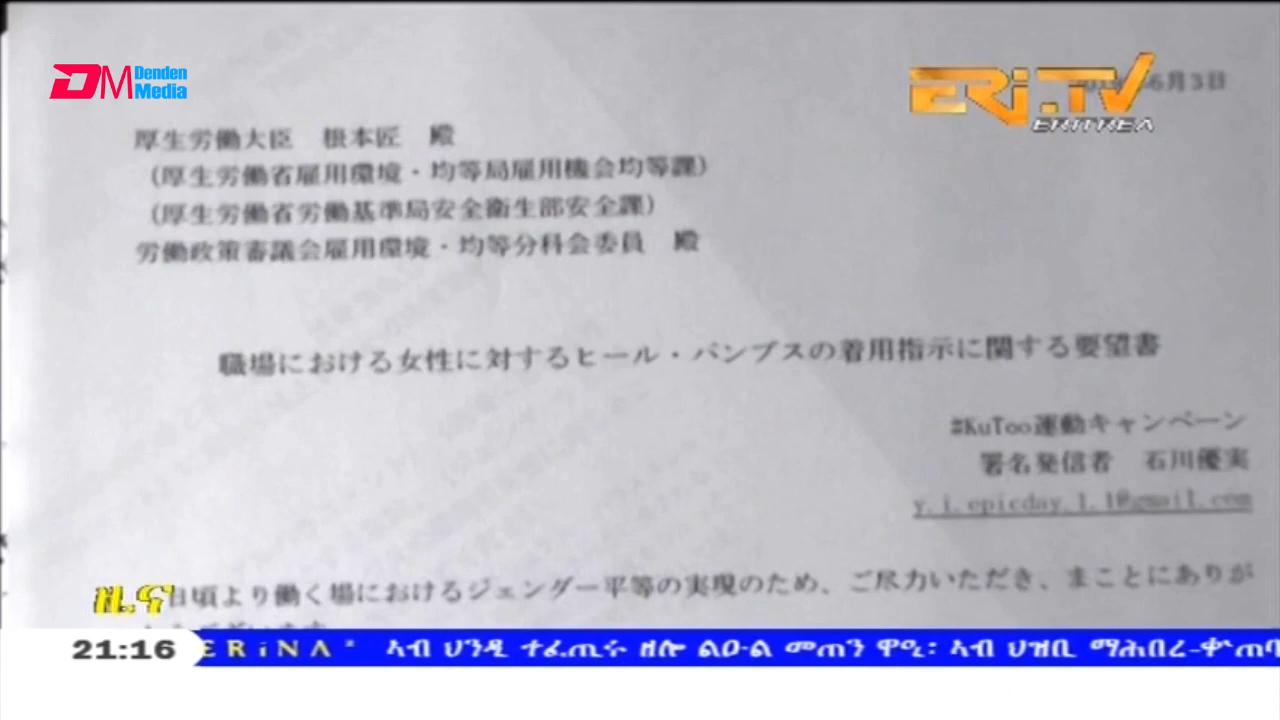 DM Denden Media
ERi.TV
ERITREA
6月3日
厚生労働大臣 根本匠 殿
(厚生労働省雇用環境・均等局雇用機会均等課)
(厚生労働省労働基準局安全衛生部安全課)
労働政策審議会雇用環境・均等分科会委員 殿
職場における女性に対するヒール・パンプスの着用指示に関する要望書
#KuToo運動キャンペーン
署名発信者 石川優実
y.i.epicday.1.1@gmail.com
日頃より働く場におけるジェンダー平等の実現のため、ご尽力いただき、まことにありが
ዜና
21:16
ERiNA
ኣብ ህንዲ ተፈጢሩ ዘሎ ልዑል መጠን ዋዒ፡ ኣብ ህዝቢ ማሕበረ-ቍጠባ